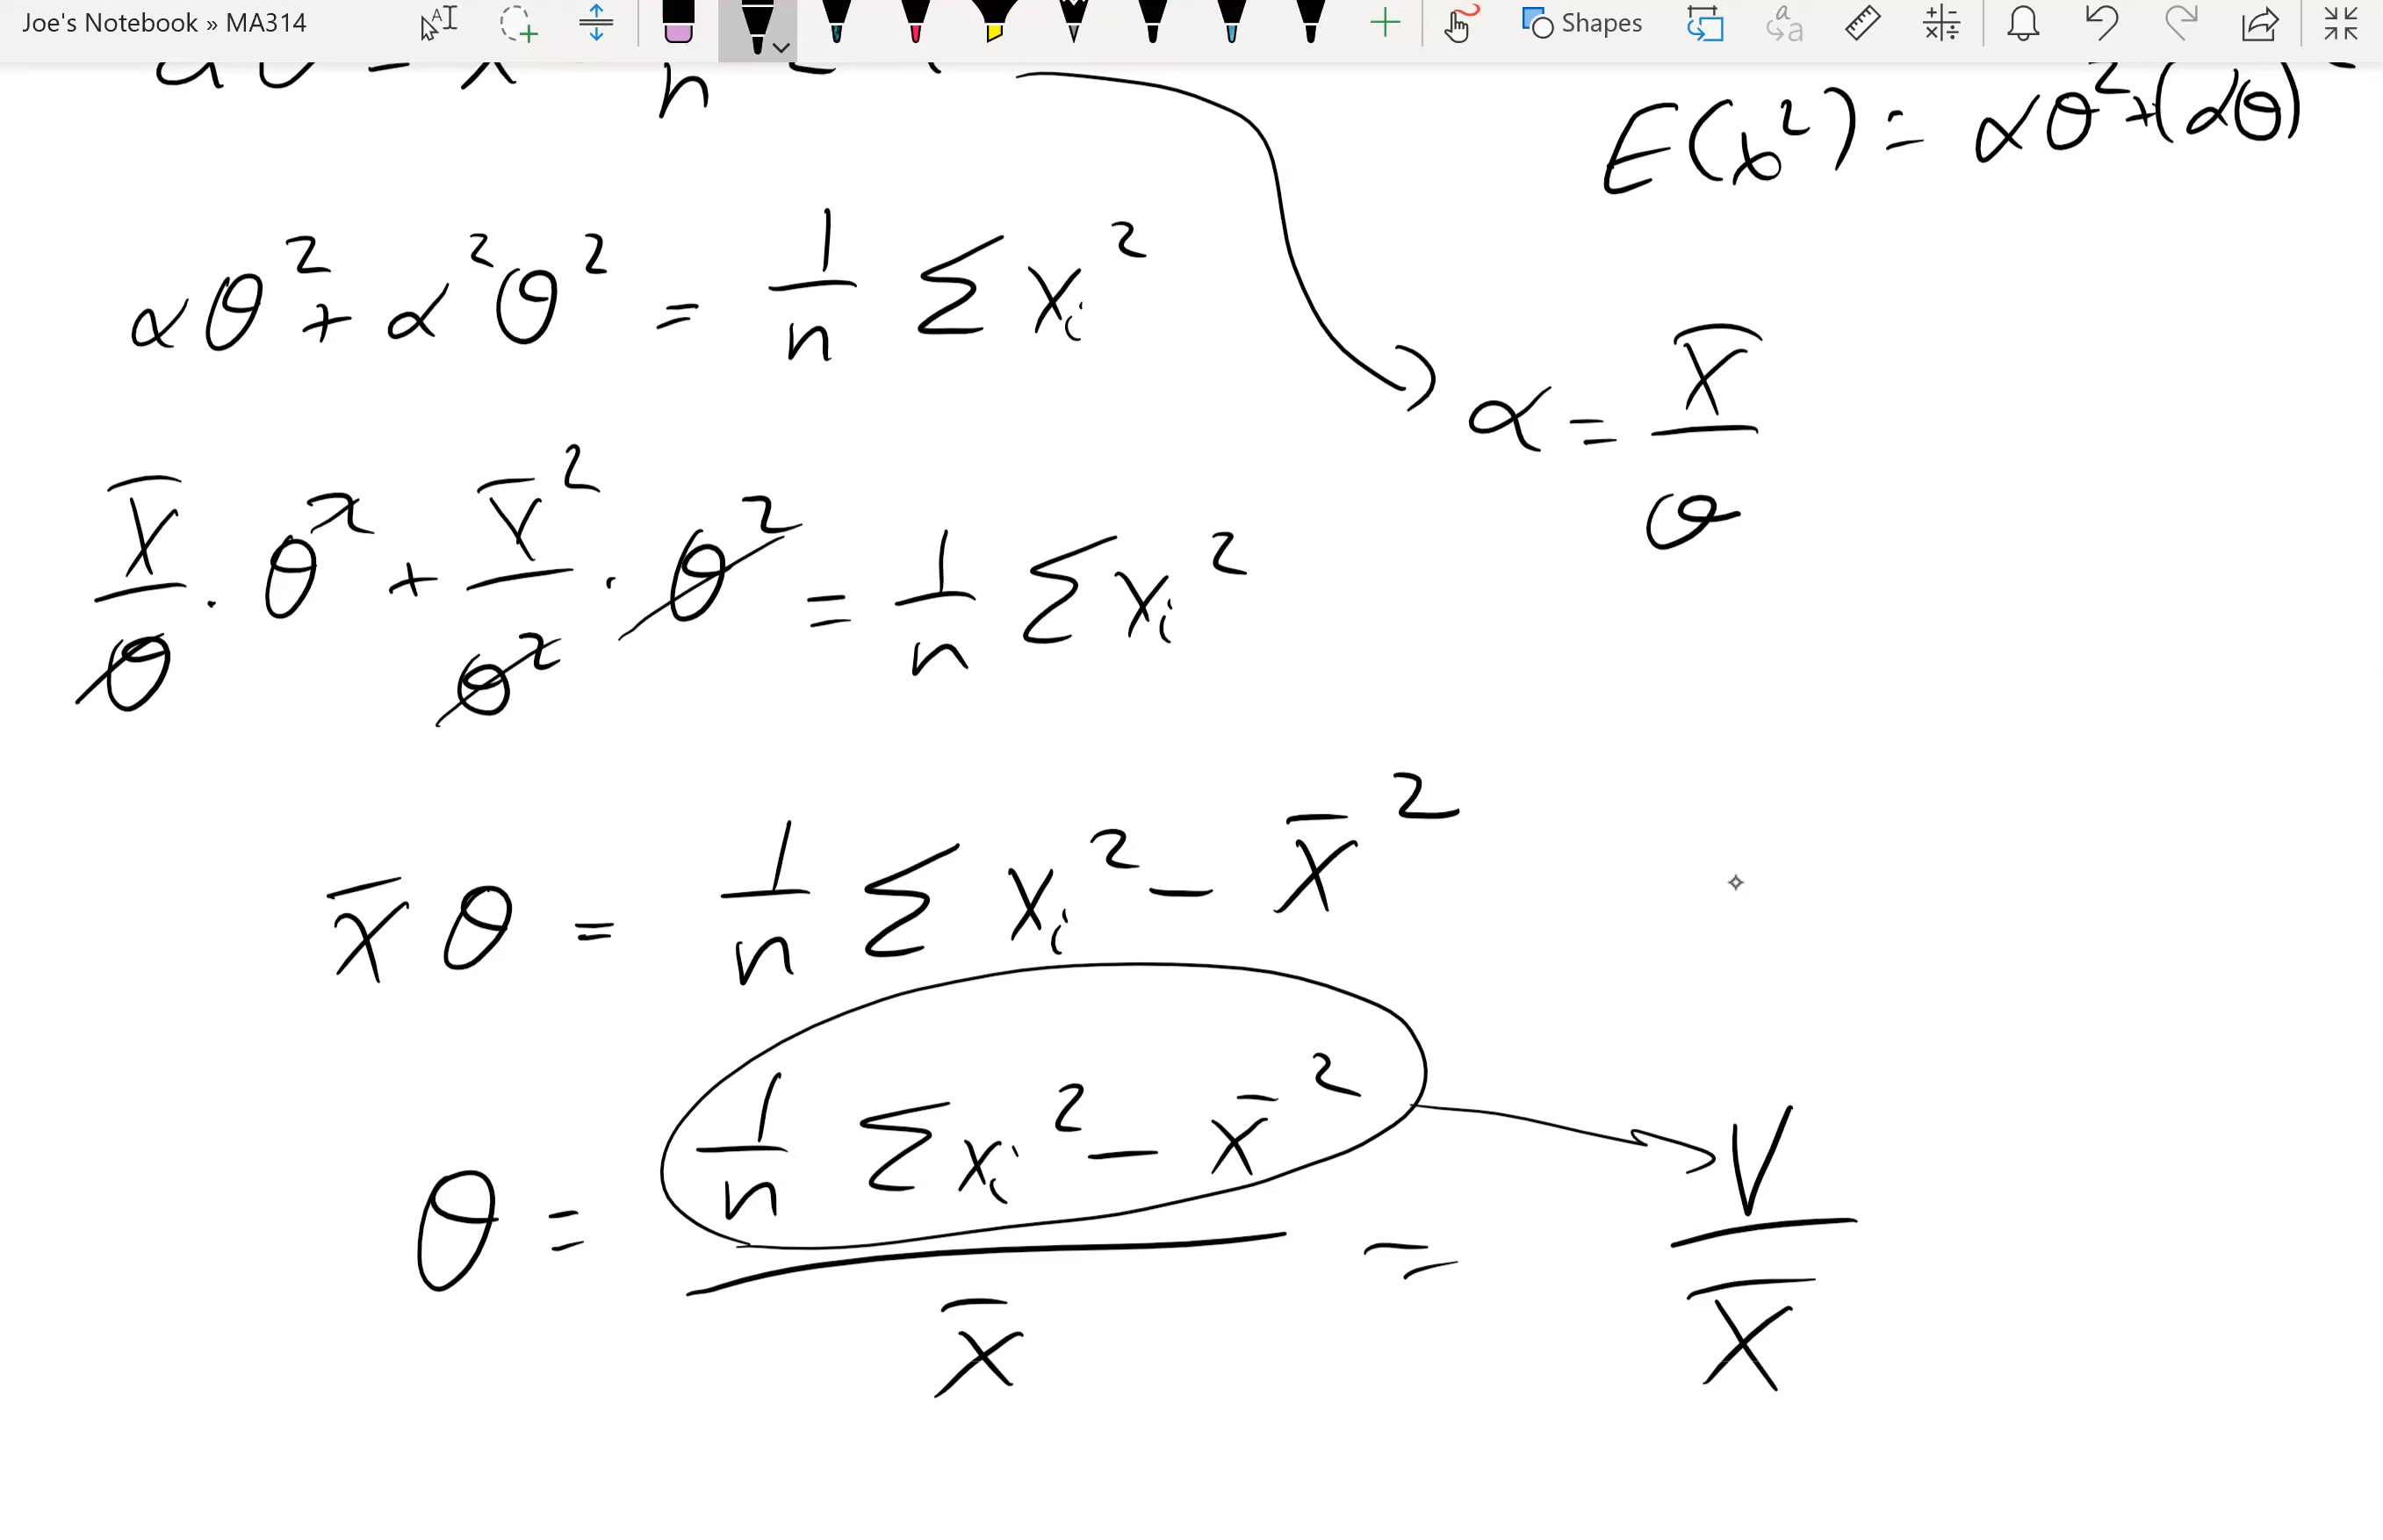 Joe's Notebook » MA314
Shapes
E(x²) = αθ² + (αθ)
αθ² + α²θ² = 1/n Σ xᵢ²
α = X̄/θ
X̄/θ · θ² + X̄²/θ² · θ² = 1/n Σ xᵢ²
X̄ θ = 1/n Σ xᵢ² − X̄²
θ = (1/n Σ xᵢ² − x̄²)/X̄ = V/X̄